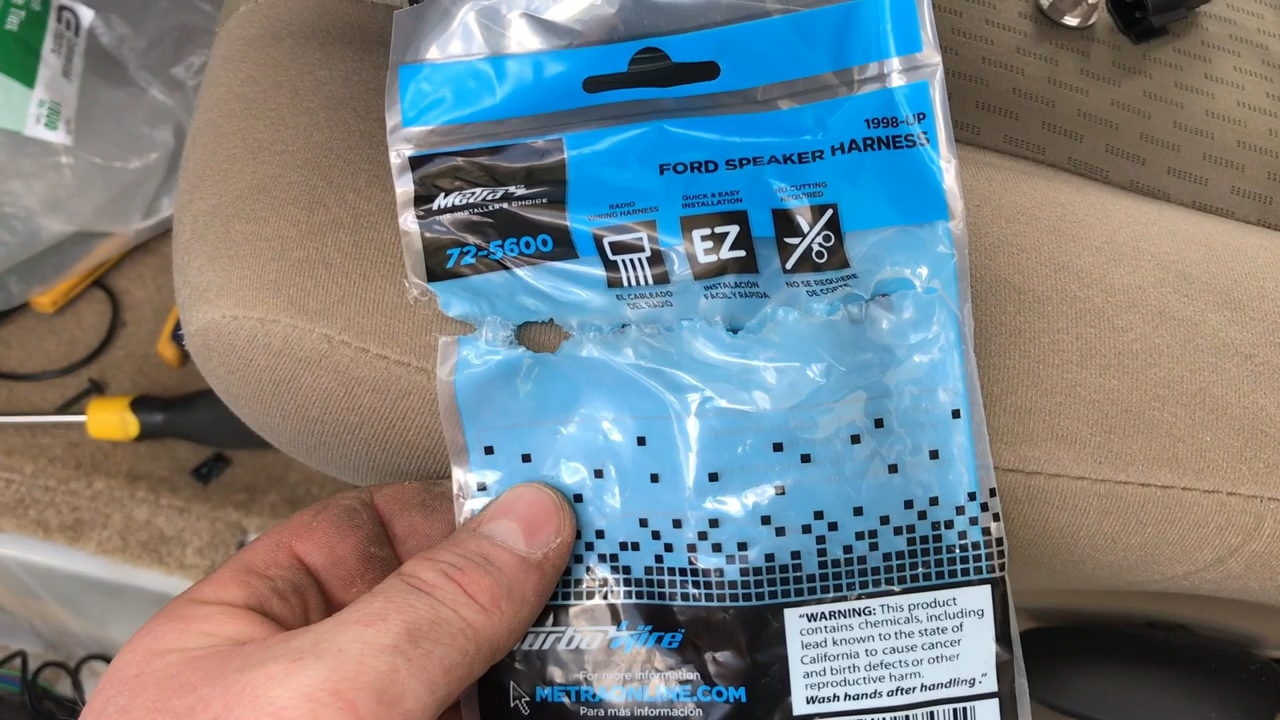 1998-UP
FORD SPEAKER HARNESS
Metra™
THE INSTALLER'S CHOICE
72-5600
RADIO
WIRING HARNESS
QUICK & EASY
INSTALLATION
NO CUTTING
REQUIRED
EZ
EL CABLEADO
DEL RADIO
INSTALACIÓN
FÁCIL Y RÁPIDA
NO SE REQUIERE
DE CORTE
TurboWire™
For more information
METRAONLINE.COM
Para más información
"WARNING: This product
contains chemicals, including
lead known to the state of
California to cause cancer
and birth defects or other
reproductive harm.
Wash hands after handling."